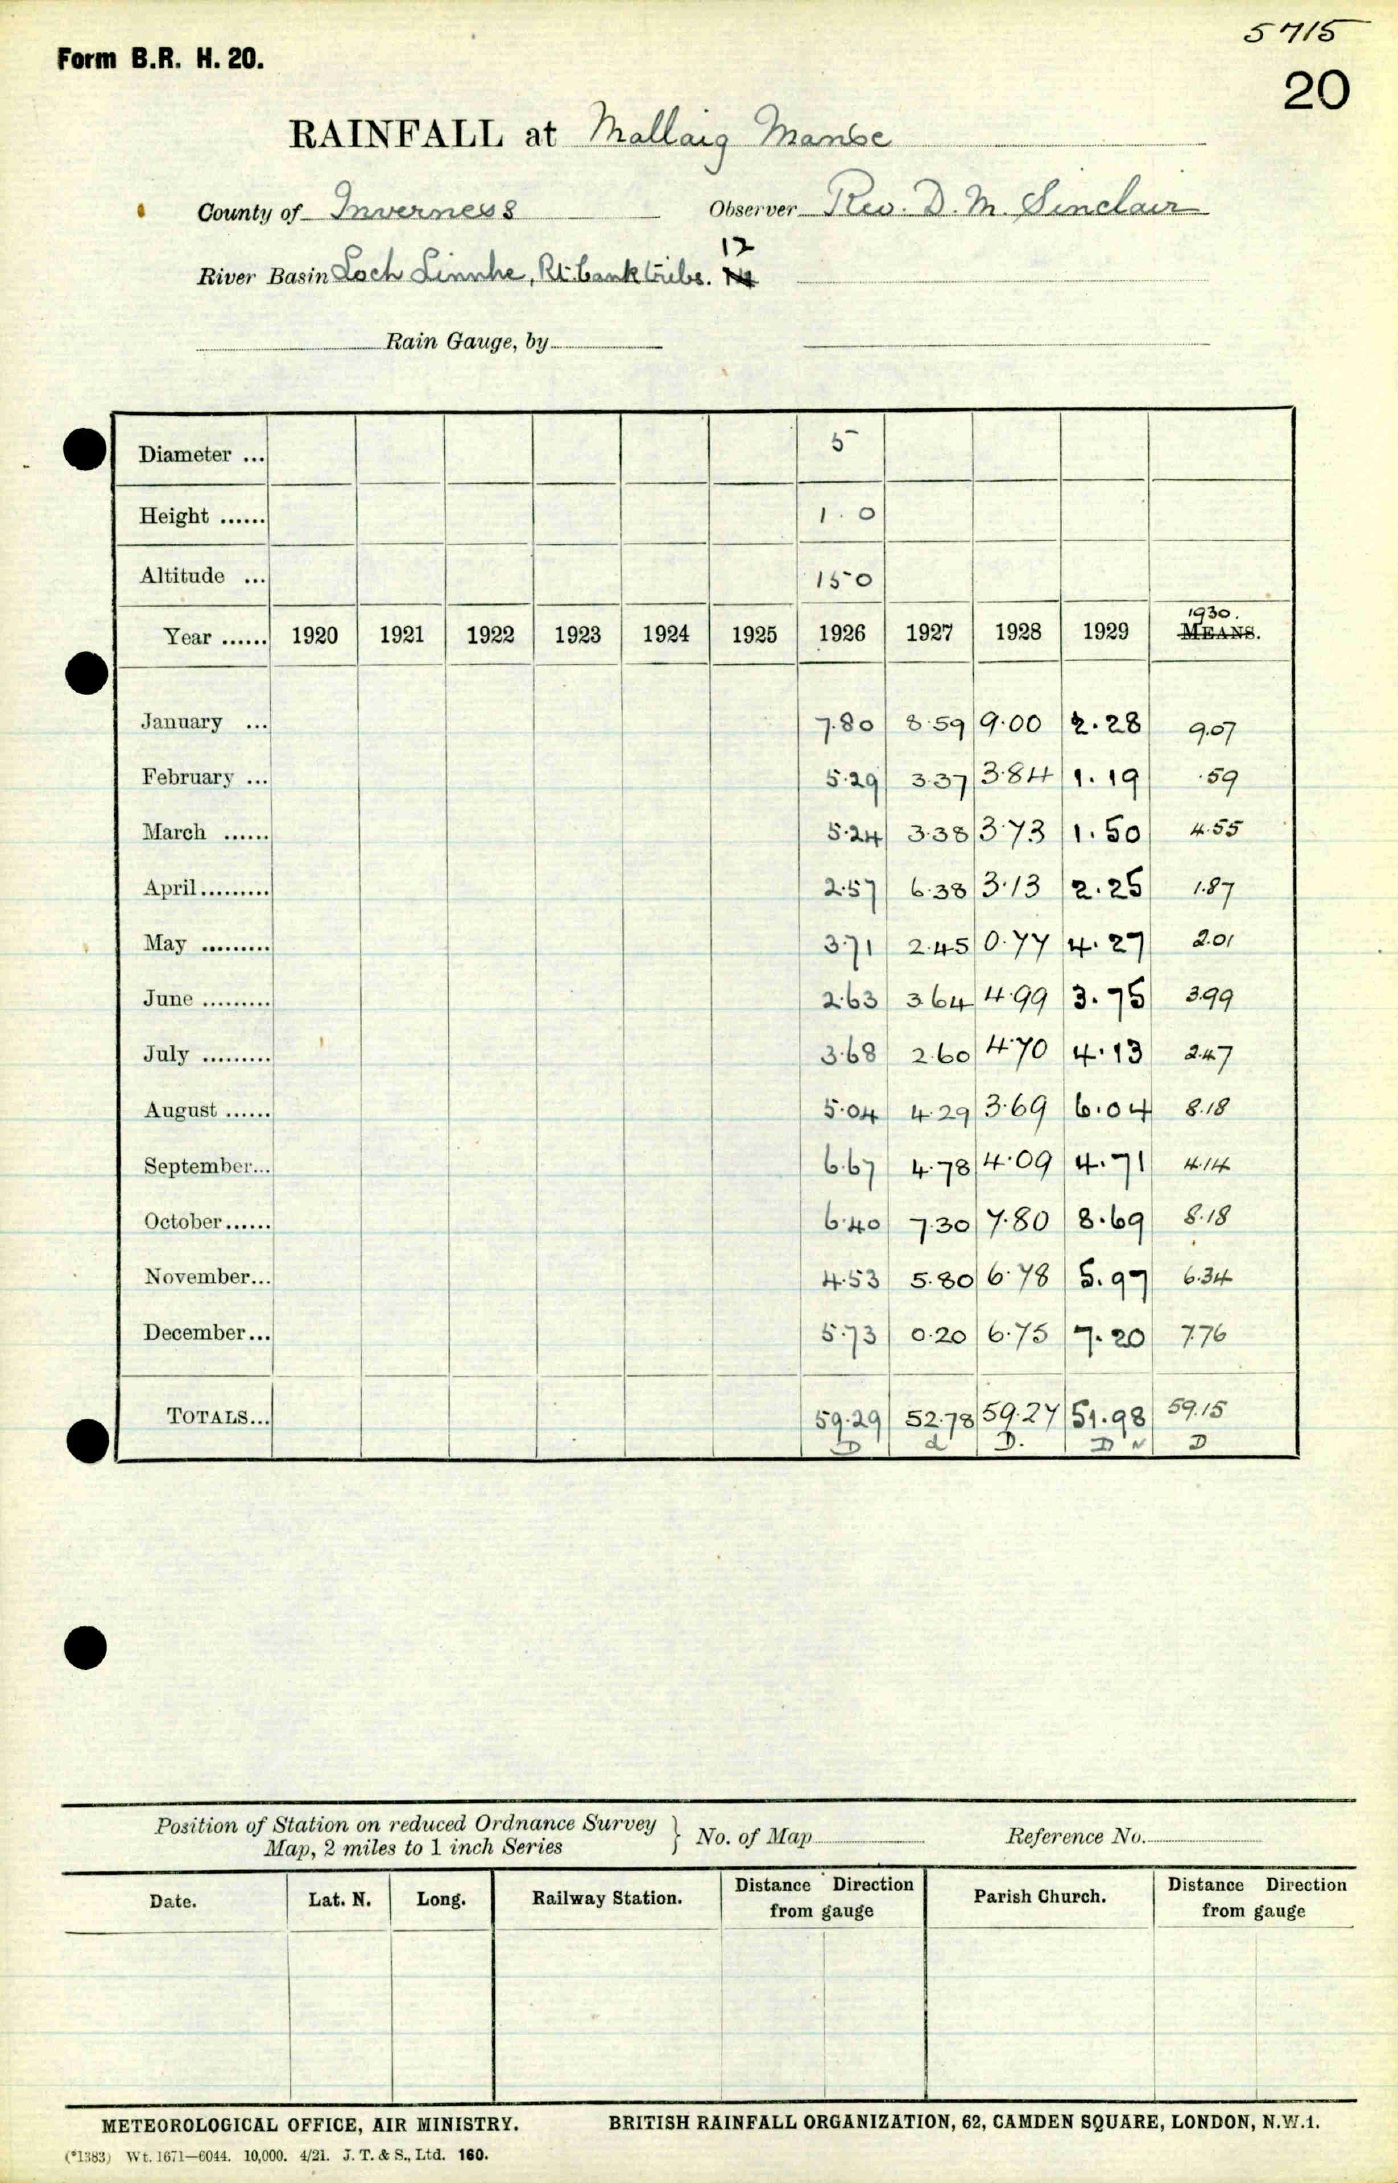 5715
Form B.R. H. 20.
20
RAINFALL at Mallaig Manse
County of Inverness Observer Rev. D. M. Sinclair
12
River Basin Loch Linnhe, Rt. bank tribs. 14
Rain Gauge, by
Diameter ... 5
Height ...... 1 . 0
Altitude ... 150
1930.
Year ...... 1920 1921 1922 1923 1924 1925 1926 1927 1928 1929 MEANS.
January ... 7.80 8.59 9.00 2.28 9.07
February ... 5.29 3.37 3.84 1.19 .59
March ...... 5.24 3.38 3.73 1.50 4.55
April ......... 2.57 6.38 3.13 2.25 1.87
May ......... 3.71 2.45 0.77 4.27 2.01
June ......... 2.63 3.64 4.99 3.75 3.99
July ......... 3.68 2.60 4.70 4.13 2.47
August ...... 5.04 4.29 3.69 6.04 8.18
September... 6.67 4.78 4.09 4.71 4.14
October...... 6.40 7.30 7.80 8.69 8.18
November... 4.53 5.80 6.78 5.97 6.34
December... 5.73 0.20 6.75 7.20 7.76
TOTALS... 59.29 52.78 59.27 51.98 59.15
D d D. D N D
Position of Station on reduced Ordnance Survey
Map, 2 miles to 1 inch Series } No. of Map Reference No.
Date. Lat. N. Long. Railway Station. Distance Direction from gauge Parish Church. Distance Direction from gauge
METEOROLOGICAL OFFICE, AIR MINISTRY. BRITISH RAINFALL ORGANIZATION, 62, CAMDEN SQUARE, LONDON, N.W.1.
(*1383) Wt. 1671—6044. 10,000. 4/21. J. T. & S., Ltd. 160.